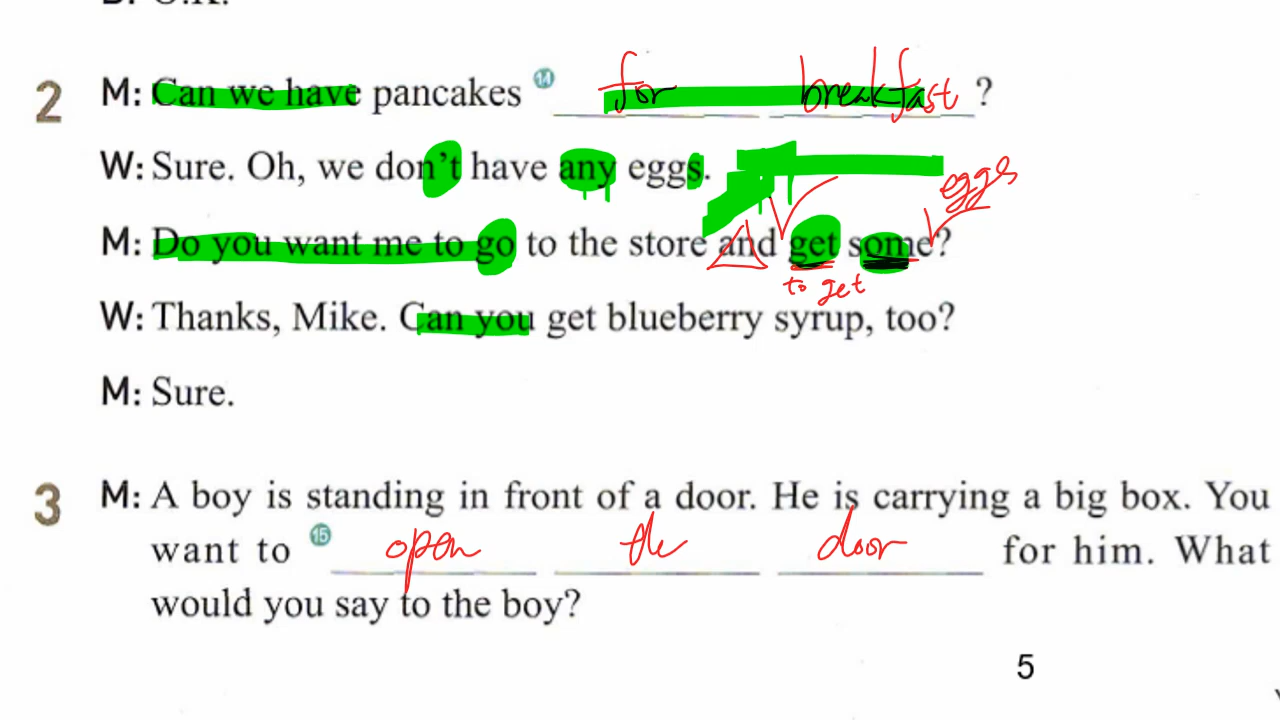 2 M: Can we have pancakes 14 for breakfast ?
W: Sure. Oh, we don't have any eggs.
eggs
M: Do you want me to go to the store and get some?
to get
W: Thanks, Mike. Can you get blueberry syrup, too?
M: Sure.
3 M: A boy is standing in front of a door. He is carrying a big box. You
want to 15 open the door for him. What
would you say to the boy?
5